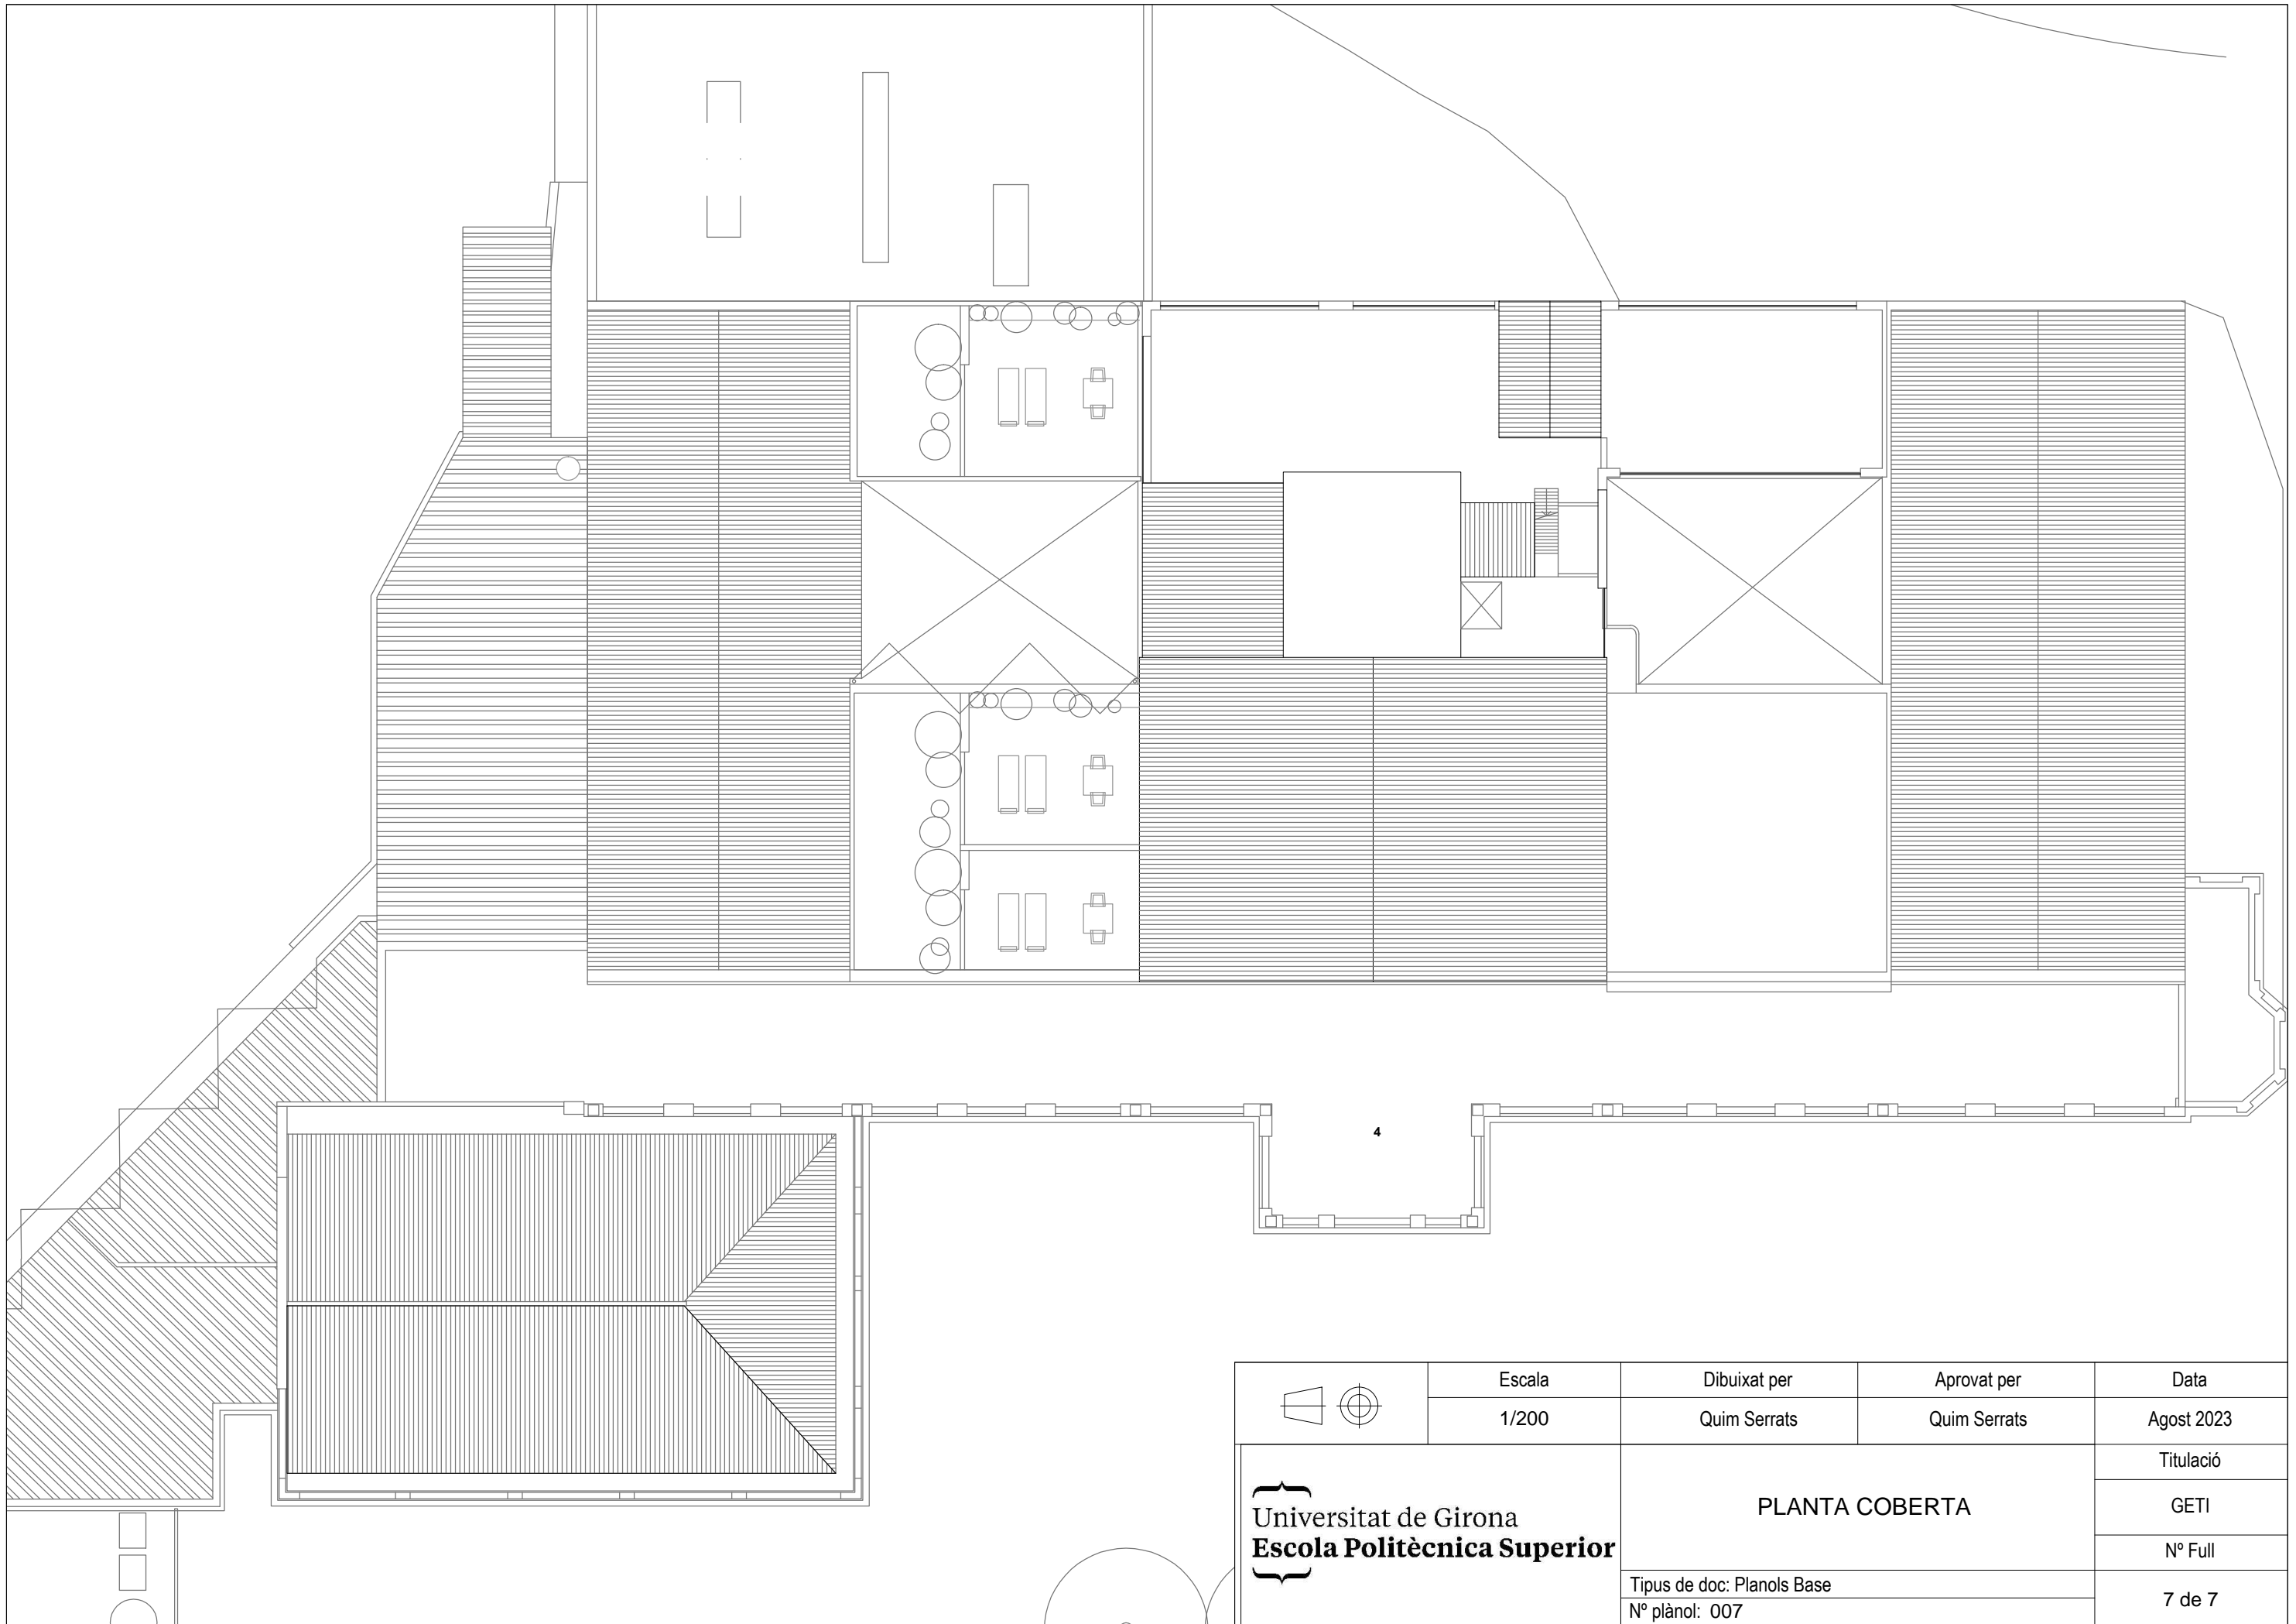 4
Escala
Dibuixat per
Aprovat per
Data
1/200
Quim Serrats
Quim Serrats
Agost 2023
Titulació
Universitat de Girona
Escola Politècnica Superior
PLANTA COBERTA
GETI
Nº Full
Tipus de doc: Planols Base
Nº plànol: 007
7 de 7